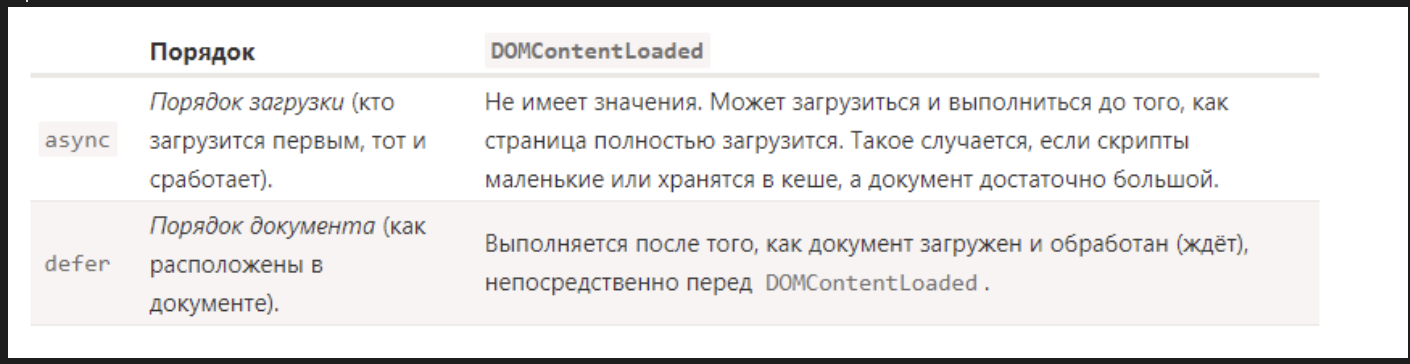 Порядок DOMContentLoaded
Порядок загрузки (кто
загрузится первым, тот и
сработает).
async
Не имеет значения. Может загрузиться и выполниться до того, как
страница полностью загрузится. Такое случается, если скрипты
маленькие или хранятся в кеше, а документ достаточно большой.
Порядок документа (как
расположены в
документе).
defer
Выполняется после того, как документ загружен и обработан (ждёт),
непосредственно перед DOMContentLoaded.